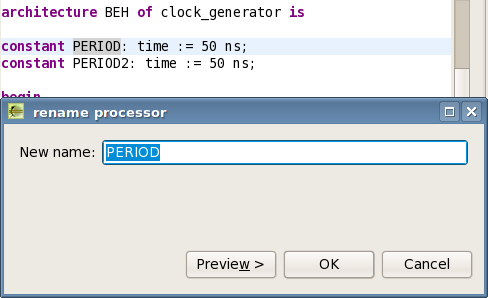 architecture BEH of clock_generator is
constant PERIOD: time := 50 ns;
constant PERIOD2: time := 50 ns;
begin
rename processor
New name: PERIOD
Preview > OK Cancel